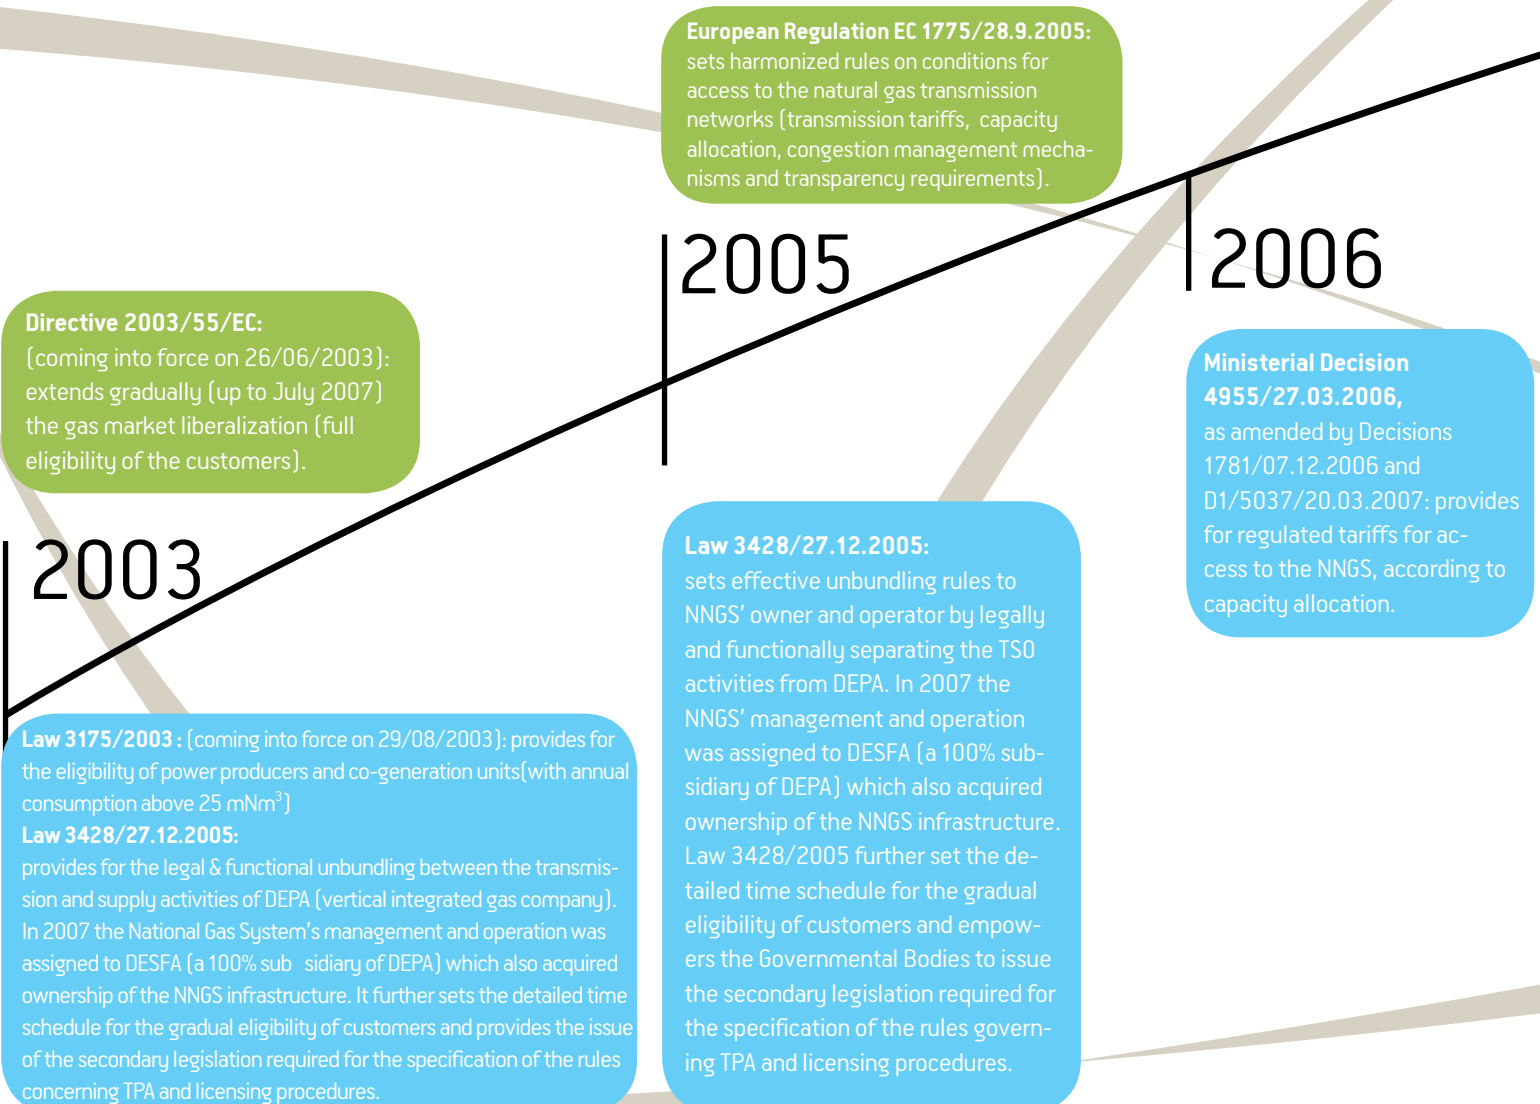 European Regulation EC 1775/28.9.2005:
sets harmonized rules on conditions for
access to the natural gas transmission
networks (transmission tariffs, capacity
allocation, congestion management mecha-
nisms and transparency requirements).
2005
2006
Directive 2003/55/EC:
(coming into force on 26/06/2003):
extends gradually (up to July 2007)
the gas market liberalization (full
eligibility of the customers).
2003
Ministerial Decision
4955/27.03.2006,
as amended by Decisions
1781/07.12.2006 and
D1/5037/20.03.2007: provides
for regulated tariffs for ac-
cess to the NNGS, according to
capacity allocation.
Law 3428/27.12.2005:
sets effective unbundling rules to
NNGS' owner and operator by legally
and functionally separating the TSO
activities from DEPA. In 2007 the
NNGS' management and operation
was assigned to DESFA (a 100% sub-
sidiary of DEPA) which also acquired
ownership of the NNGS infrastructure.
Law 3428/2005 further set the de-
tailed time schedule for the gradual
eligibility of customers and empow-
ers the Governmental Bodies to issue
the secondary legislation required for
the specification of the rules govern-
ing TPA and licensing procedures.
Law 3175/2003 : (coming into force on 29/08/2003): provides for
the eligibility of power producers and co-generation units(with annual
consumption above 25 mNm³)
Law 3428/27.12.2005:
provides for the legal & functional unbundling between the transmis-
sion and supply activities of DEPA (vertical integrated gas company).
In 2007 the National Gas System's management and operation was
assigned to DESFA (a 100% sub sidiary of DEPA) which also acquired
ownership of the NNGS infrastructure. It further sets the detailed time
schedule for the gradual eligibility of customers and provides the issue
of the secondary legislation required for the specification of the rules
concerning TPA and licensing procedures.